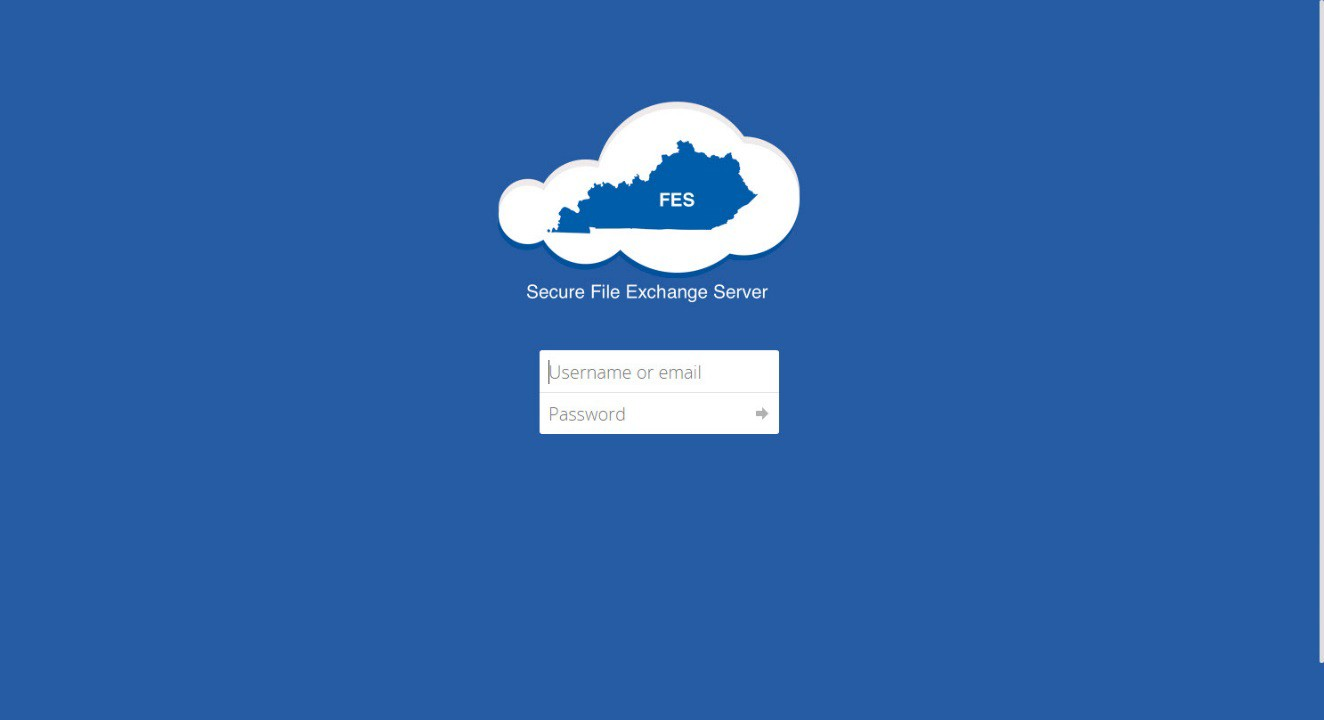 FES
Secure File Exchange Server
Username or email
Password